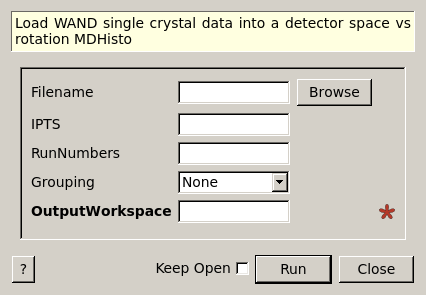 Load WAND single crystal data into a detector space vs
rotation MDHisto
Filename
Browse
IPTS
RunNumbers
Grouping
None
OutputWorkspace
*
?
Keep Open
Run
Close